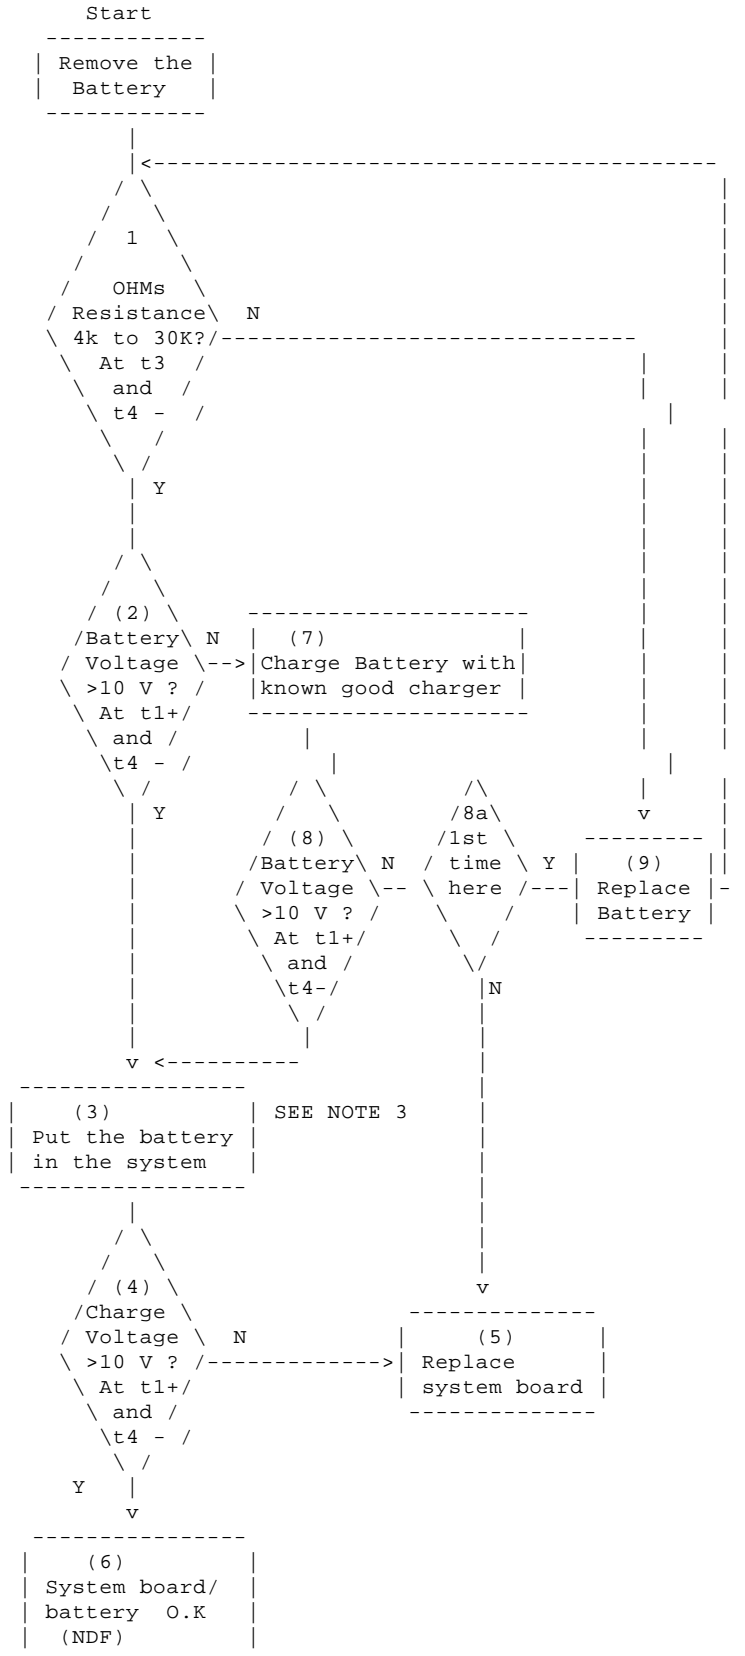 Start
Remove the
Battery
1
OHMs
Resistance N
4k to 30K?
At t3
and
t4 -
Y
(2)
Battery N
Voltage
>10 V ?
At t1+
and
t4 -
Y
(7)
Charge Battery with
known good charger
(8)
Battery N
Voltage
>10 V ?
At t1+
and
t4-
8a
1st
time Y
here
N
(9)
Replace
Battery
(3) SEE NOTE 3
Put the battery
in the system
(4)
Charge
Voltage N
>10 V ?
At t1+
and
t4 -
Y
(5)
Replace
system board
(6)
System board/
battery O.K
(NDF)